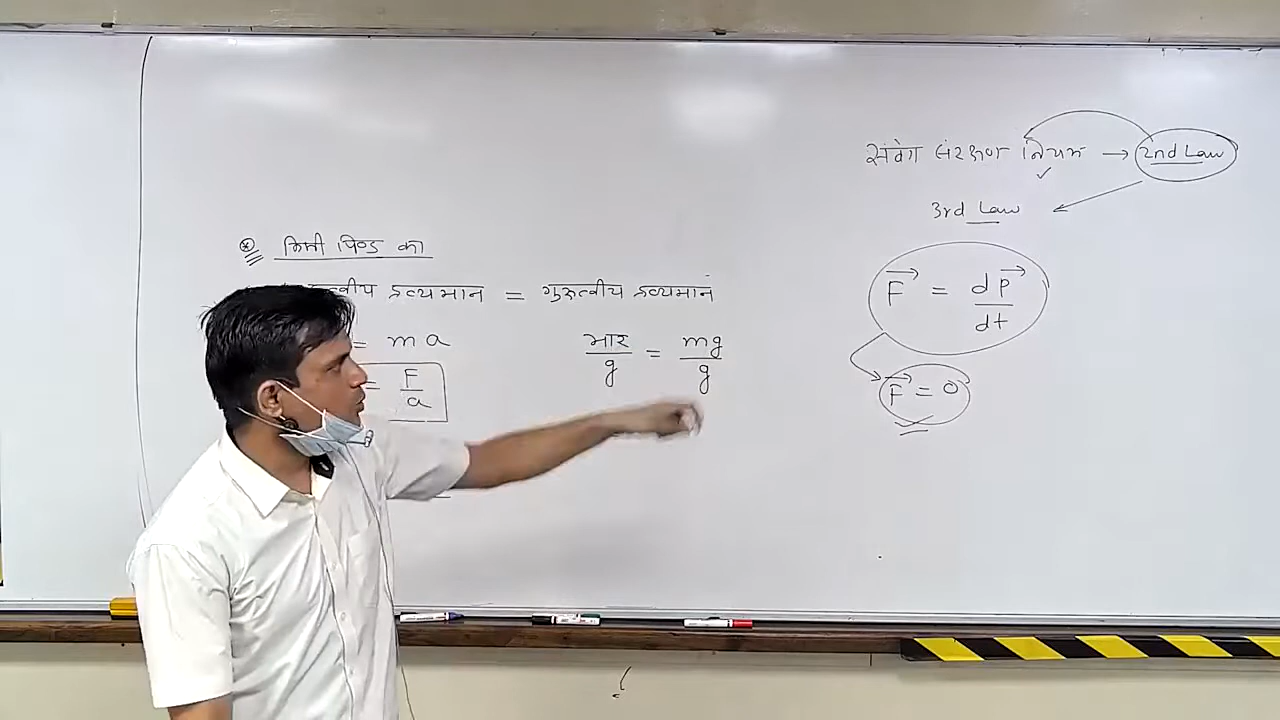 संवेग संरक्षण नियम → 2nd Law
3rd Law
F = dP/dt
F = 0
किसी पिण्ड का
द्रव्यमान = गुरुत्वीय द्रव्यमान
= ma
= F/a
भार/g = mg/g